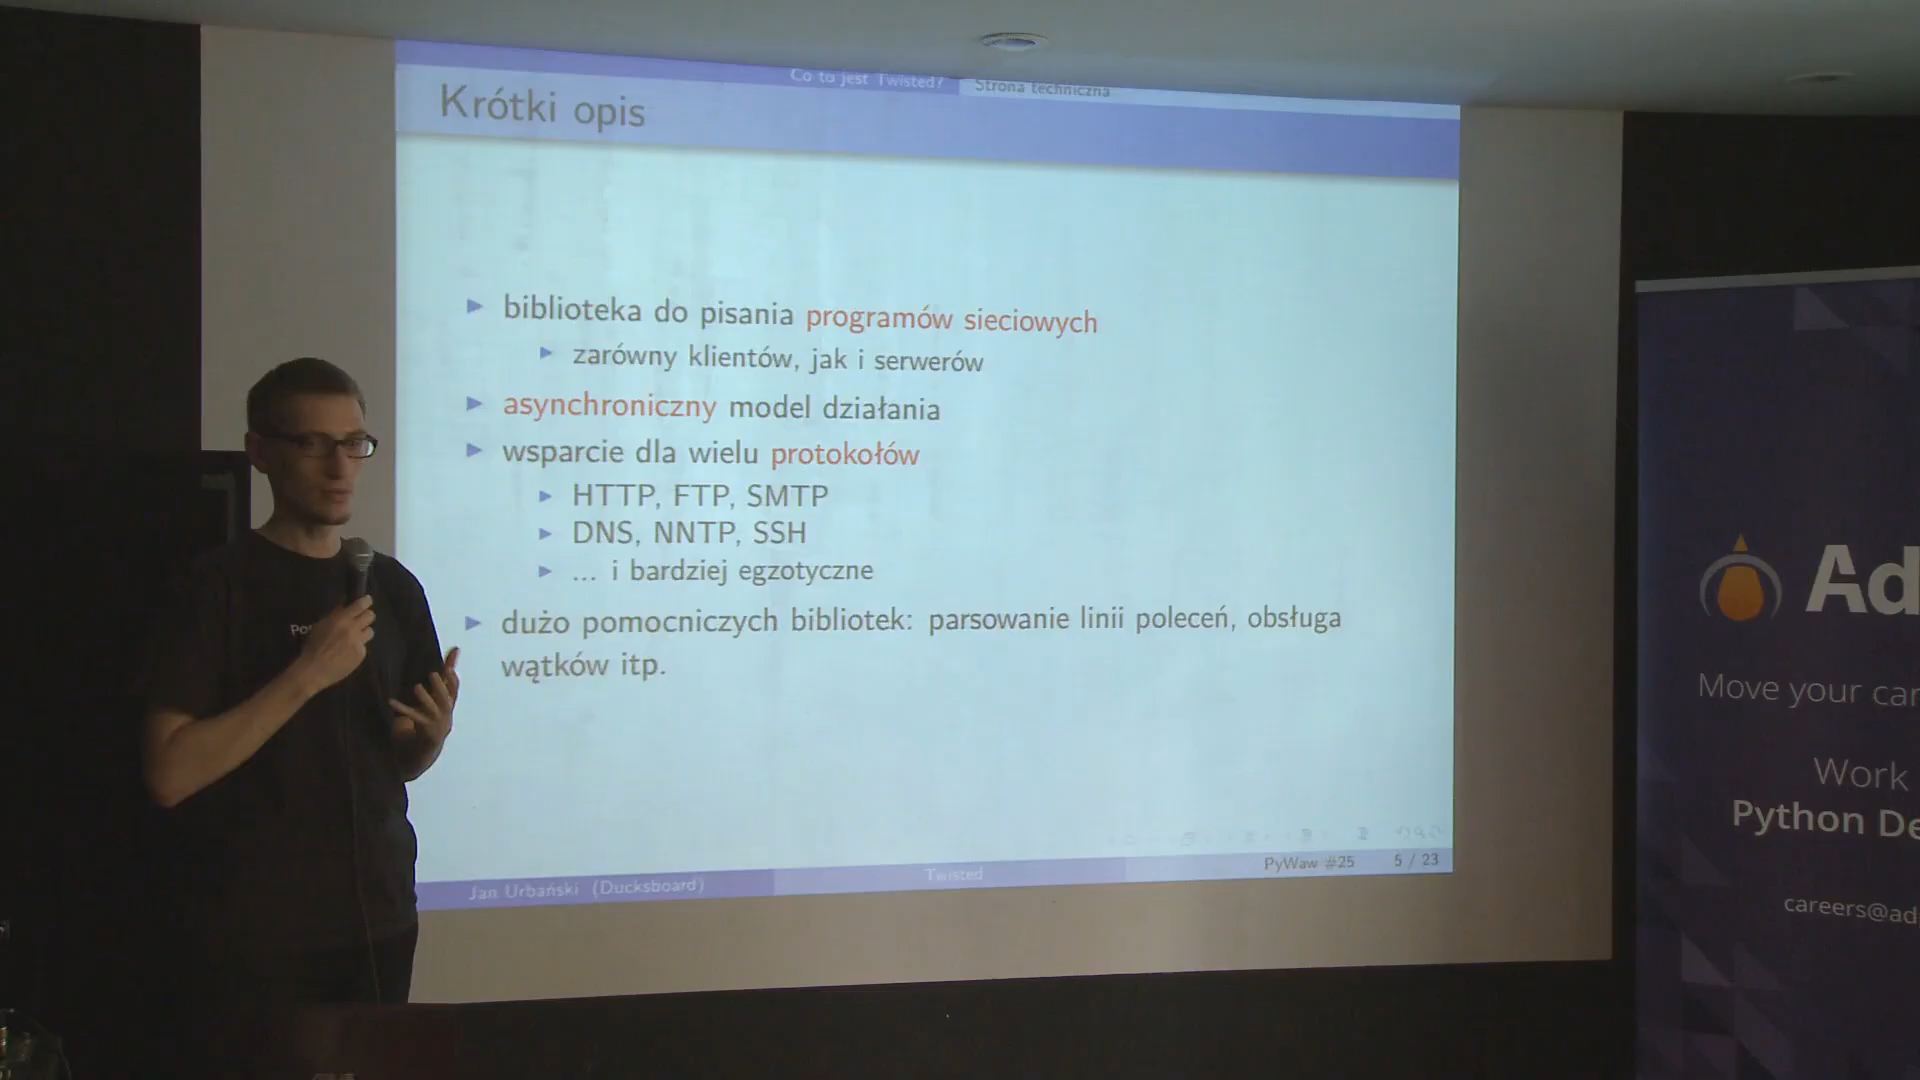 Co to jest Twisted? Strona techniczna
Krótki opis
biblioteka do pisania programów sieciowych
zarówny klientów, jak i serwerów
asynchroniczny model działania
wsparcie dla wielu protokołów
HTTP, FTP, SMTP
DNS, NNTP, SSH
... i bardziej egzotyczne
dużo pomocniczych bibliotek: parsowanie linii poleceń, obsługa
wątków itp.
Jan Urbański (Ducksboard) Twisted PyWaw #25 5 / 23
Ad
Move your car
Work
Python De
careers@ad